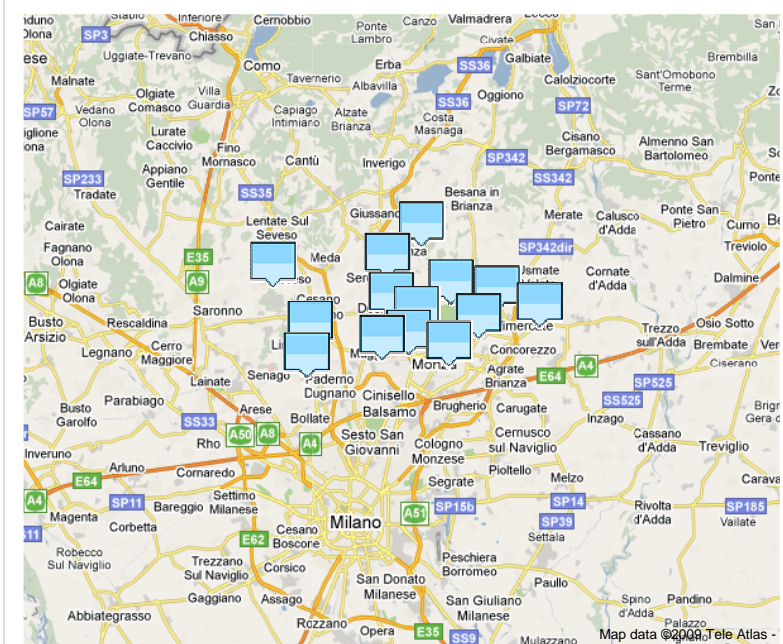 Stabio
Inferiore
Cernobbio
Canzo
Valmadrera
Olona
SP3
Chiasso
Ponte
Lambro
Civate
Uggiate-Trevano
Como
Erba
SS36
Galbiate
Brembilla
Malnate
Tavernerio
Albavilla
Calolziocorte
Sant'Omobono
Terme
Olgiate
Comasco
Villa
Guardia
SS36
Oggiono
SP57
Vedano
Olona
Capiago
Intimiano
Alzate
Brianza
Costa
Masnaga
SP72
Lurate
Caccivio
Fino
Mornasco
Cantù
Inverigo
Cisano
Bergamasco
Almenno San
Bartolomeo
SP342
SP233
Tradate
Appiano
Gentile
SS35
Besana in
Brianza
SS342
Lentate Sul
Seveso
Giussano
Merate
Calusco
d'Adda
Ponte San
Pietro
Curno
Treviolo
Cairate
Fagnano
Olona
E35
Meda
SP342dir
A8
Olgiate
Olona
A9
Cornate
d'Adda
Dalmine
Busto
Arsizio
Rescaldina
Saronno
Cesano
Trezzo
sull'Adda
Osio Sotto
Legnano
Cerro
Maggiore
Monza
Concorezzo
Brembate
Ciserano
Lainate
Senago
Paderno
Dugnano
Agrate
Brianza
E64
A4
SP525
Parabiago
Arese
Cinisello
Balsamo
Brugherio
Carugate
SS525
Busto
Garolfo
SS33
Bollate
Inzago
Rho
A50
A8
A4
Sesto San
Giovanni
Cologno
Monzese
Cernusco
sul Naviglio
Cassano
d'Adda
Treviglio
Inveruno
Arluno
Cornaredo
Pioltello
Melzo
A4
E64
Segrate
SP11
Bareggio
Settimo
Milanese
A51
SP15b
SP14
Rivolta
d'Adda
SP185
Vailate
Magenta
Corbetta
Milano
SP39
Settala
Cesano
Boscone
E62
Robecco
Sul Naviglio
Trezzano
Sul Naviglio
Corsico
Peschiera
Borromeo
Paullo
San Donato
Milanese
Gaggiano
Assago
San Giuliano
Milanese
Spino
d'Adda
Pandino
Abbiategrasso
Rozzano
Opera
E35
SS9
Mulazzano
Palazzo
Map data ©2009 Tele Atlas -